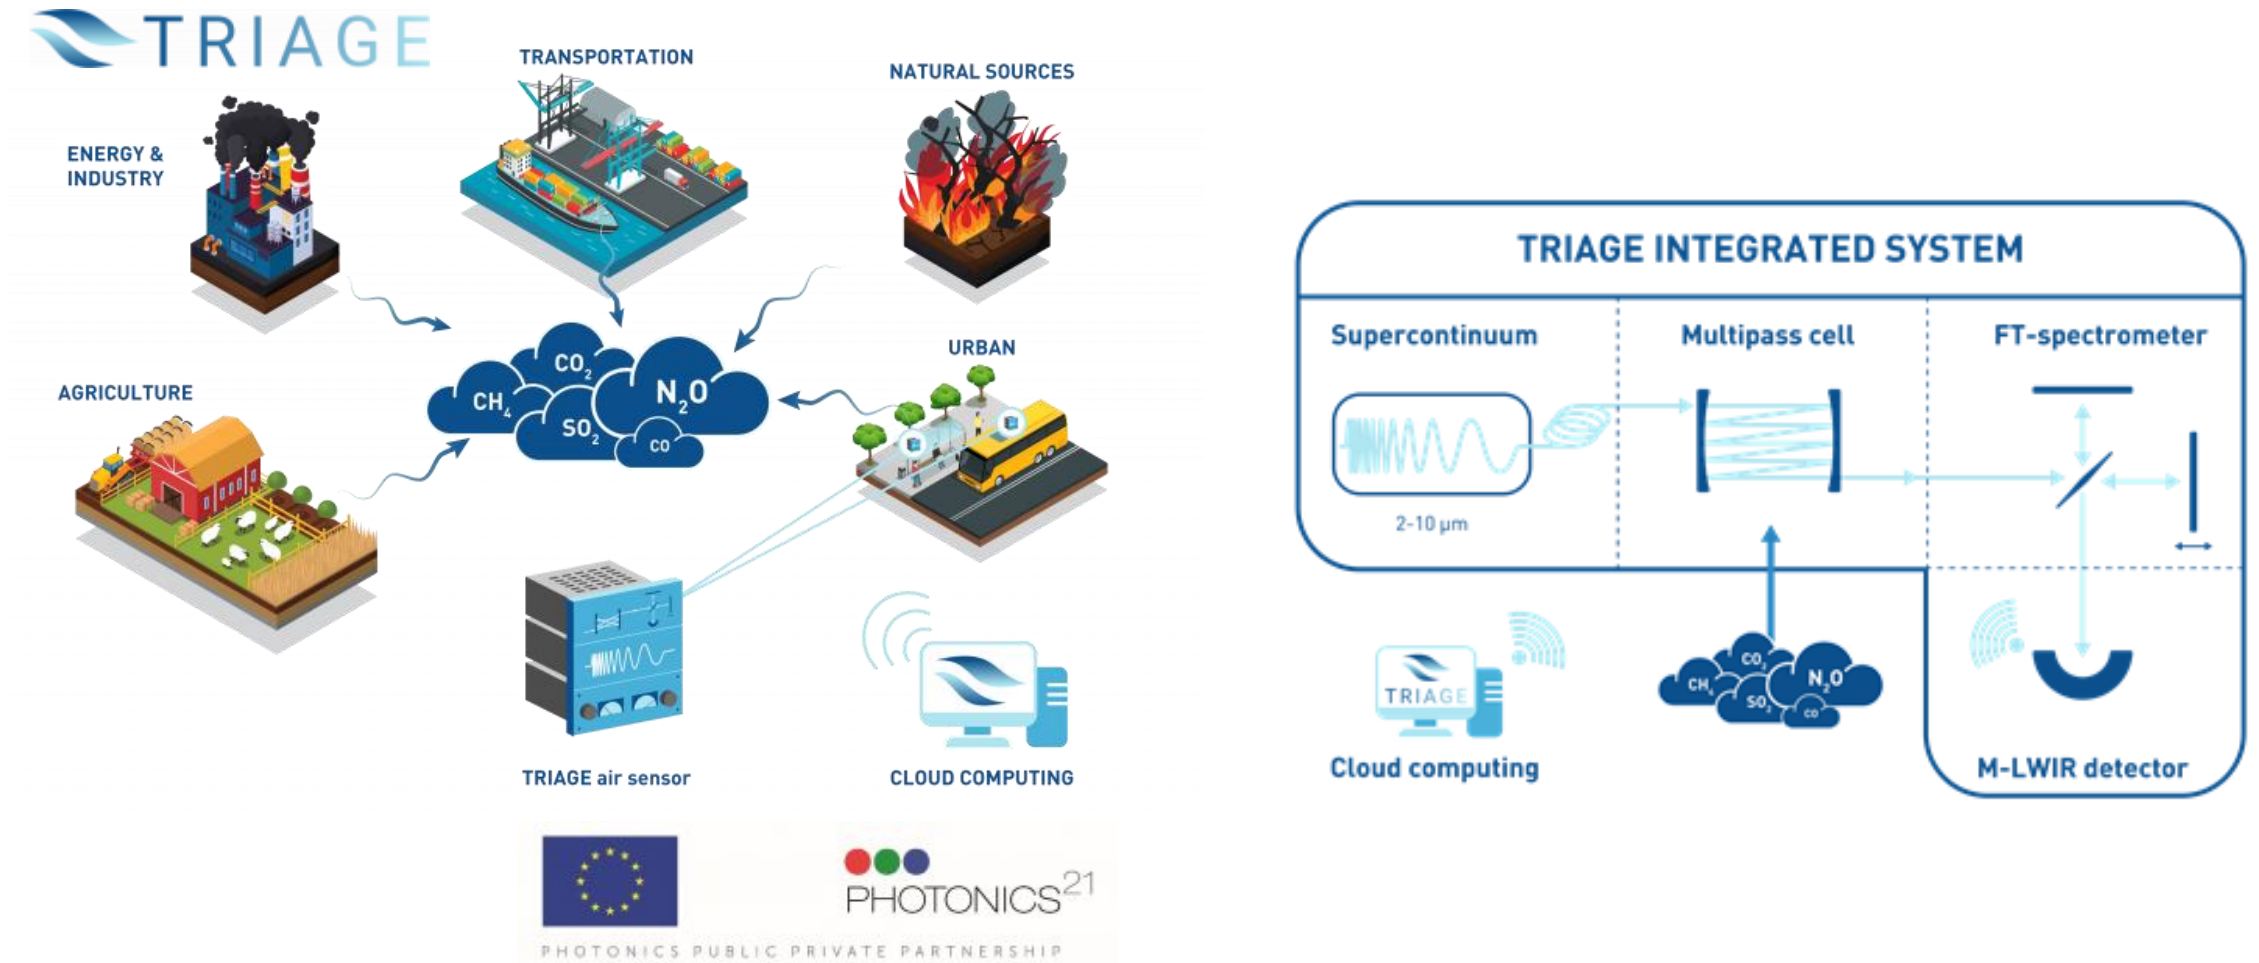 TRIAGE
TRANSPORTATION
NATURAL SOURCES
ENERGY &
INDUSTRY
CO₂
N₂O
CH₄
SO₂
CO
URBAN
AGRICULTURE
TRIAGE air sensor
CLOUD COMPUTING
PHOTONICS²¹
PHOTONICS PUBLIC PRIVATE PARTNERSHIP
TRIAGE INTEGRATED SYSTEM
Supercontinuum
Multipass cell
FT-spectrometer
2-10 µm
TRIAGE
Cloud computing
CO₂
N₂O
CH₄
SO₂
CO
M-LWIR detector